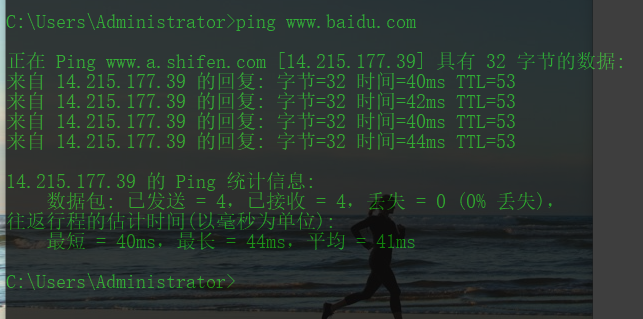 C:\Users\Administrator>ping www.baidu.com
正在 Ping www.a.shifen.com [14.215.177.39] 具有 32 字节的数据:
来自 14.215.177.39 的回复: 字节=32 时间=40ms TTL=53
来自 14.215.177.39 的回复: 字节=32 时间=42ms TTL=53
来自 14.215.177.39 的回复: 字节=32 时间=40ms TTL=53
来自 14.215.177.39 的回复: 字节=32 时间=44ms TTL=53
14.215.177.39 的 Ping 统计信息:
数据包: 已发送 = 4，已接收 = 4，丢失 = 0 (0% 丢失)，
往返行程的估计时间(以毫秒为单位):
最短 = 40ms，最长 = 44ms，平均 = 41ms
C:\Users\Administrator>